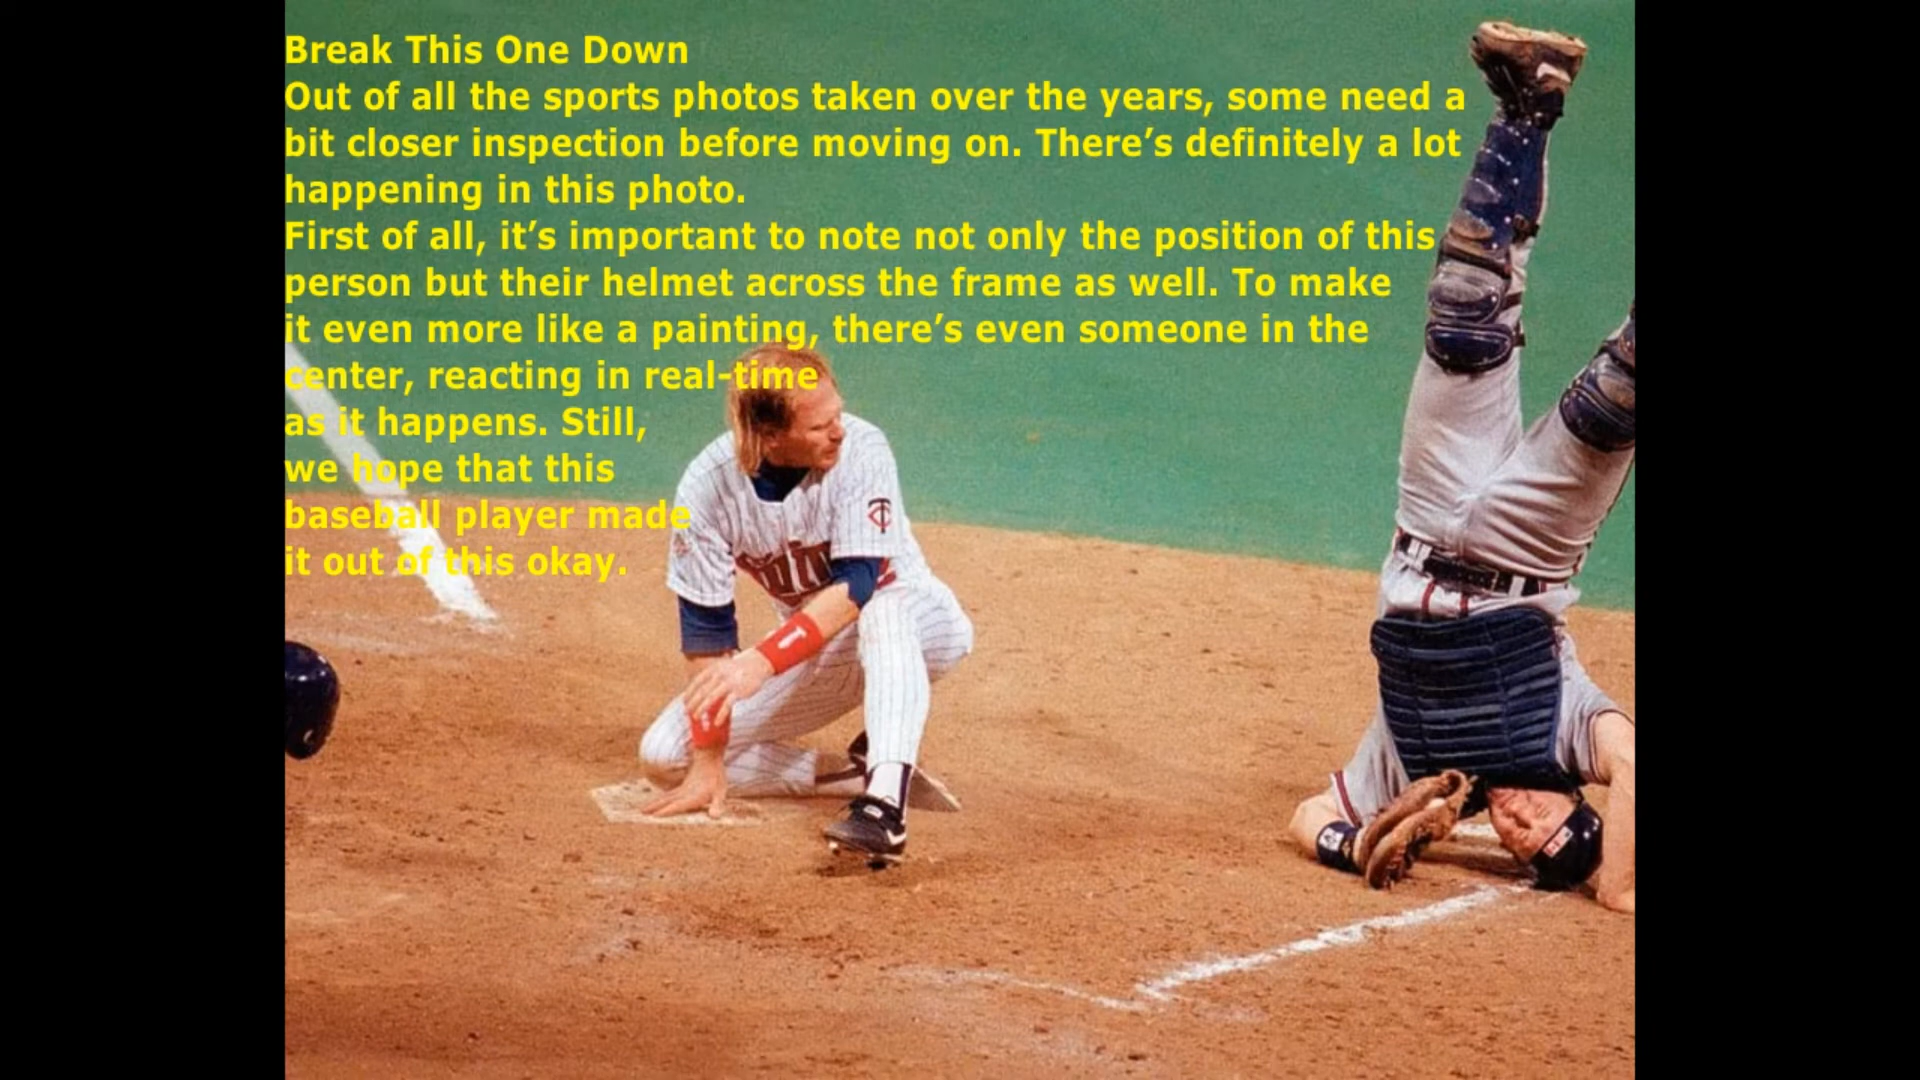 Break This One Down
Out of all the sports photos taken over the years, some need a
bit closer inspection before moving on. There’s definitely a lot
happening in this photo.
First of all, it’s important to note not only the position of this
person but their helmet across the frame as well. To make
it even more like a painting, there’s even someone in the
center, reacting in real-time
as it happens. Still,
we hope that this
baseball player made
it out of this okay.